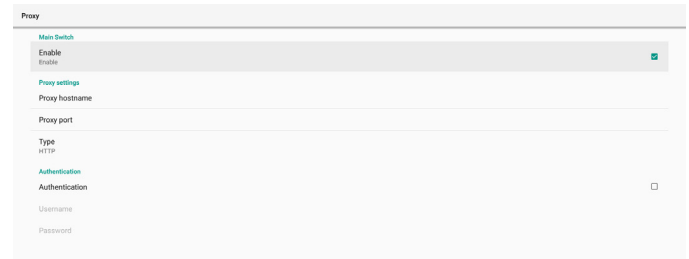 Proxy
Main Switch
Enable
Enable
Proxy settings
Proxy hostname
Proxy port
Type
HTTP
Authentication
Authentication
Username
Password